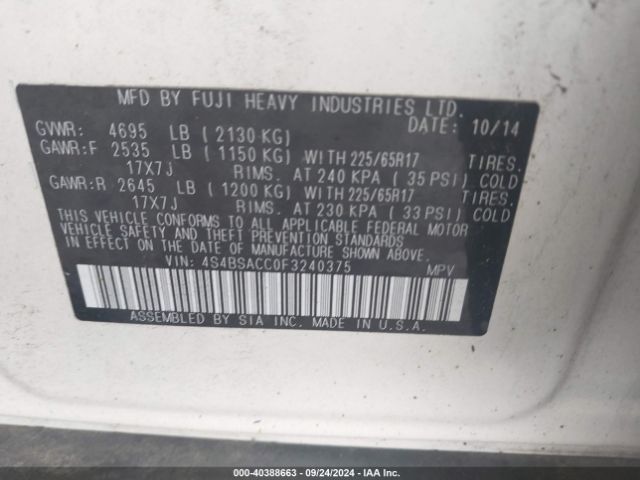 MFD BY FUJI HEAVY INDUSTRIES LTD.
DATE: 10/14
GVWR: 4695 LB (2130 KG)
GAWR:F 2535 LB (1150 KG) WITH 225/65R17 TIRES.
17X7J RIMS. AT 240 KPA (35 PSI) COLD
GAWR:R 2645 LB (1200 KG) WITH 225/65R17 TIRES.
17X7J RIMS. AT 230 KPA (33 PSI) COLD
THIS VEHICLE CONFORMS TO ALL APPLICABLE FEDERAL MOTOR
VEHICLE SAFETY AND THEFT PREVENTION STANDARDS
IN EFFECT ON THE DATE OF MANUFACTURE SHOWN ABOVE.
VIN: 4S4BSACC0F3240375 MPV
ASSEMBLED BY SIA INC. MADE IN U.S.A.
000-40388663 - 09/24/2024 - IAA Inc.